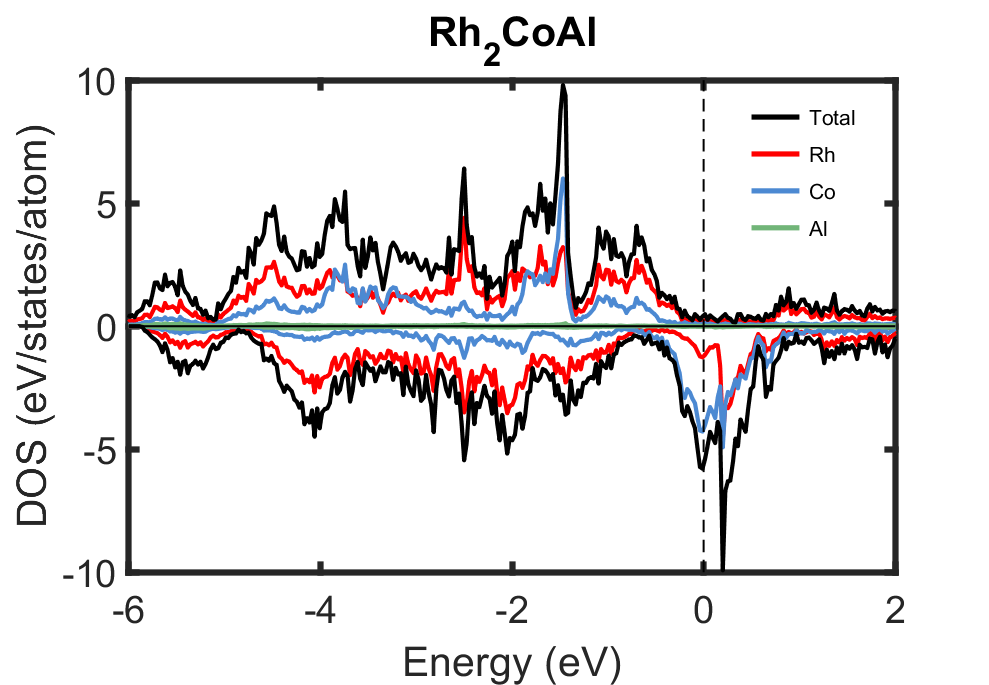 Rh2CoAl
10
5
0
0
-5
-10
-6
-4
-2
0
2
DOS (eV/states/atom)
Energy (eV)
Total
Rh
Co
Al